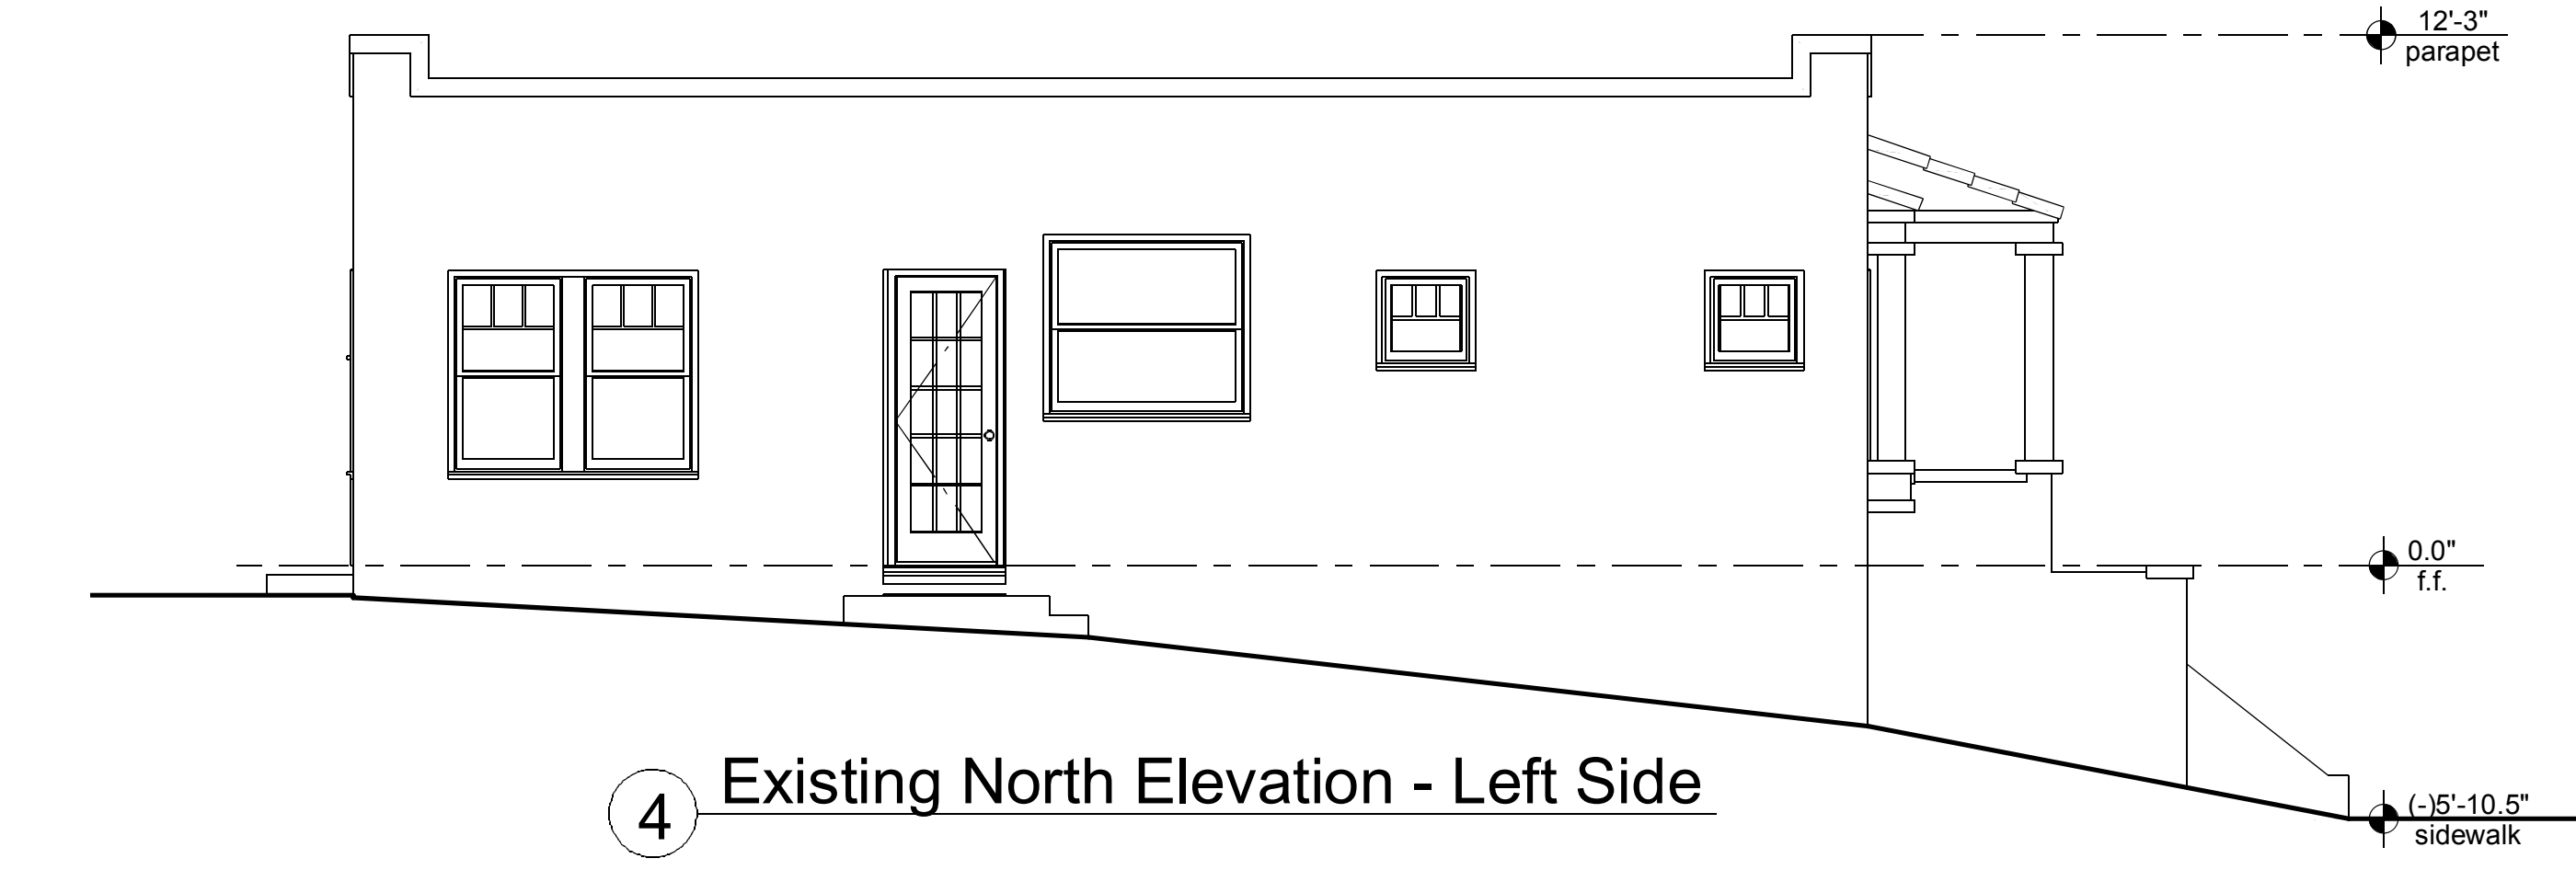 12'-3"
parapet
0.0"
f.f.
4
Existing North Elevation - Left Side
(-)5'-10.5"
sidewalk